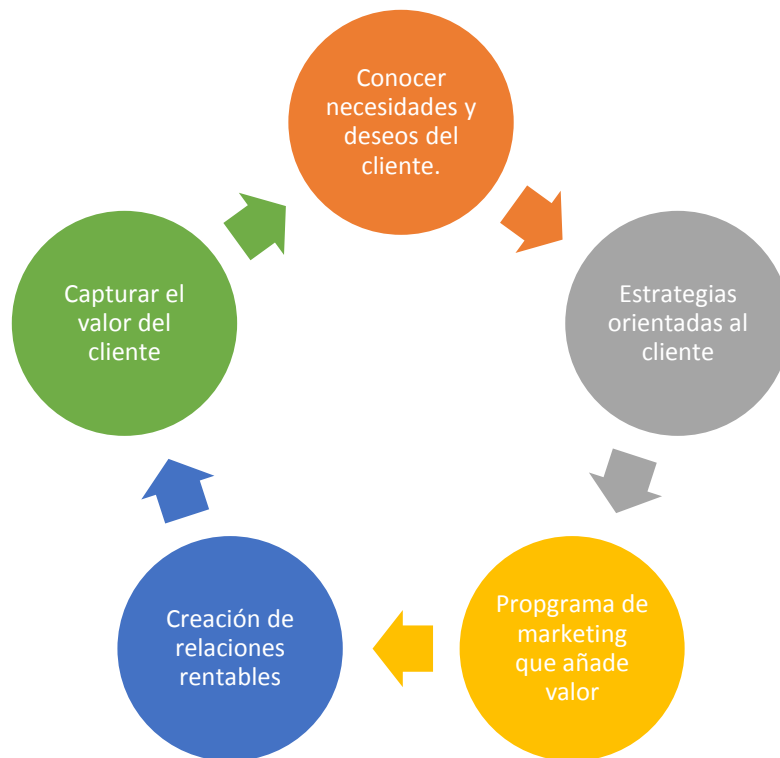 Conocer
necesidades y
deseos del
cliente.
Estrategias
orientadas al
cliente
Propgrama de
marketing
que añade
valor
Creación de
relaciones
rentables
Capturar el
valor del
cliente